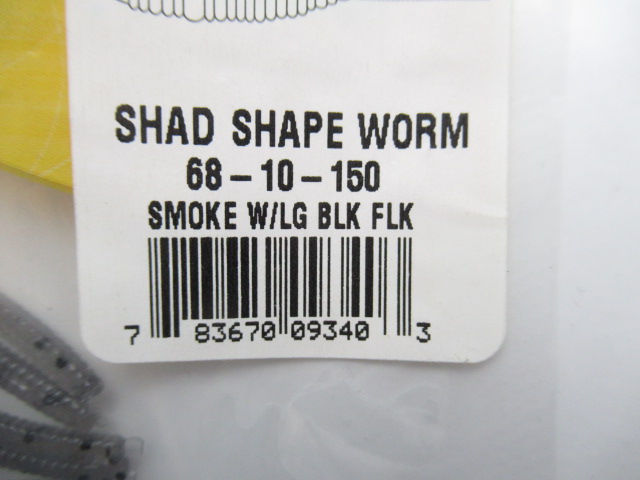 SHAD SHAPE WORM
68-10-150
SMOKE W/LG BLK FLK
7 83670 09340 3